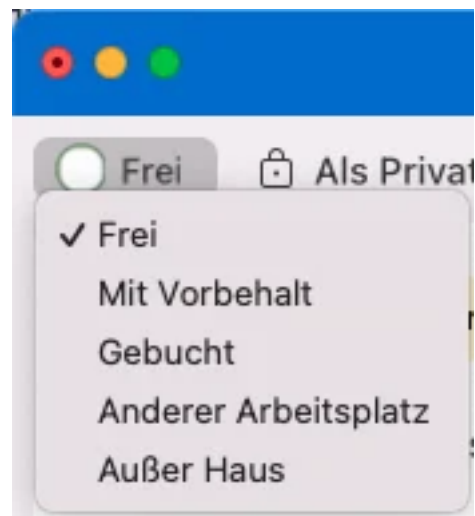 Frei Als Privat
Frei
Mit Vorbehalt
Gebucht
Anderer Arbeitsplatz
Außer Haus